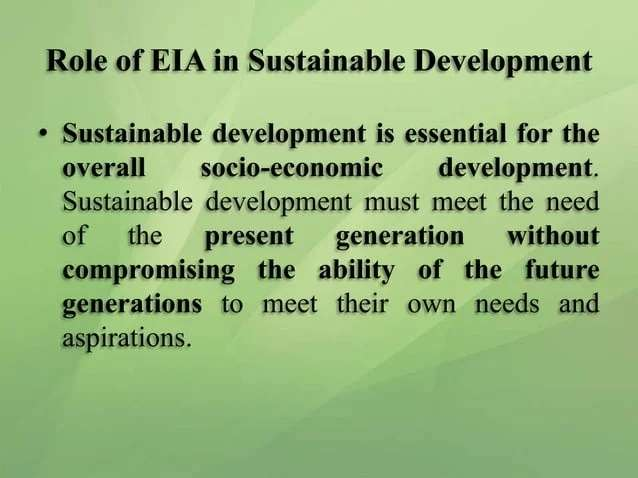 Role of EIA in Sustainable Development
• Sustainable development is essential for the
overall socio-economic development.
Sustainable development must meet the need
of the present generation without
compromising the ability of the future
generations to meet their own needs and
aspirations.